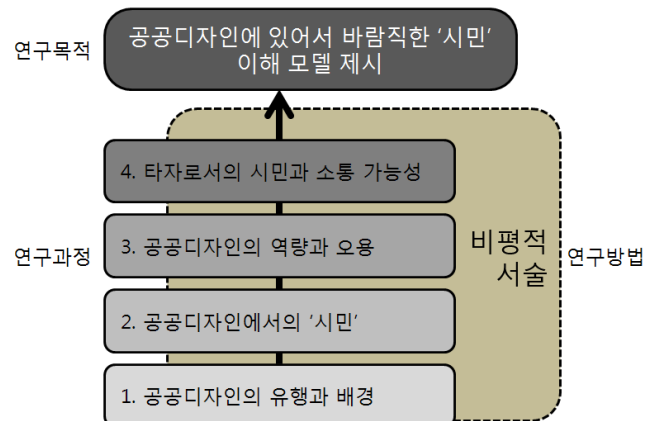 연구목적
공공디자인에 있어서 바람직한 ‘시민’
이해 모델 제시
4. 타자로서의 시민과 소통 가능성
연구과정
3. 공공디자인의 역량과 오용
비평적
서술
연구방법
2. 공공디자인에서의 ‘시민’
1. 공공디자인의 유행과 배경